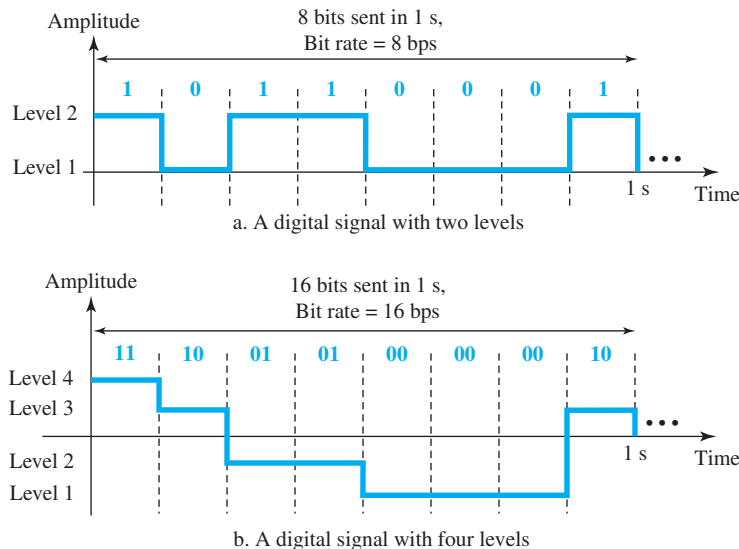 Amplitude
8 bits sent in 1 s,
Bit rate = 8 bps
1 0 1 1 0 0 0 1
Level 2
Level 1
1 s
Time
a. A digital signal with two levels
Amplitude
16 bits sent in 1 s,
Bit rate = 16 bps
11 10 01 01 00 00 00 10
Level 4
Level 3
Level 2
Level 1
1 s
Time
b. A digital signal with four levels